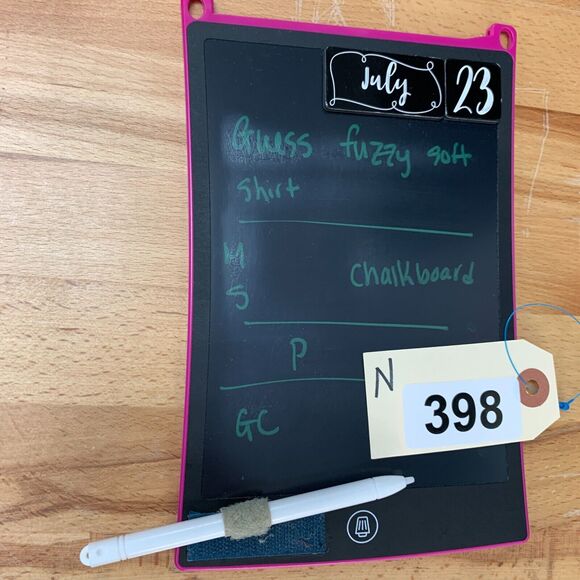 July 23
Guess fuzzy soft
Shirt
M
Chalkboard
S
P
N
398
GC